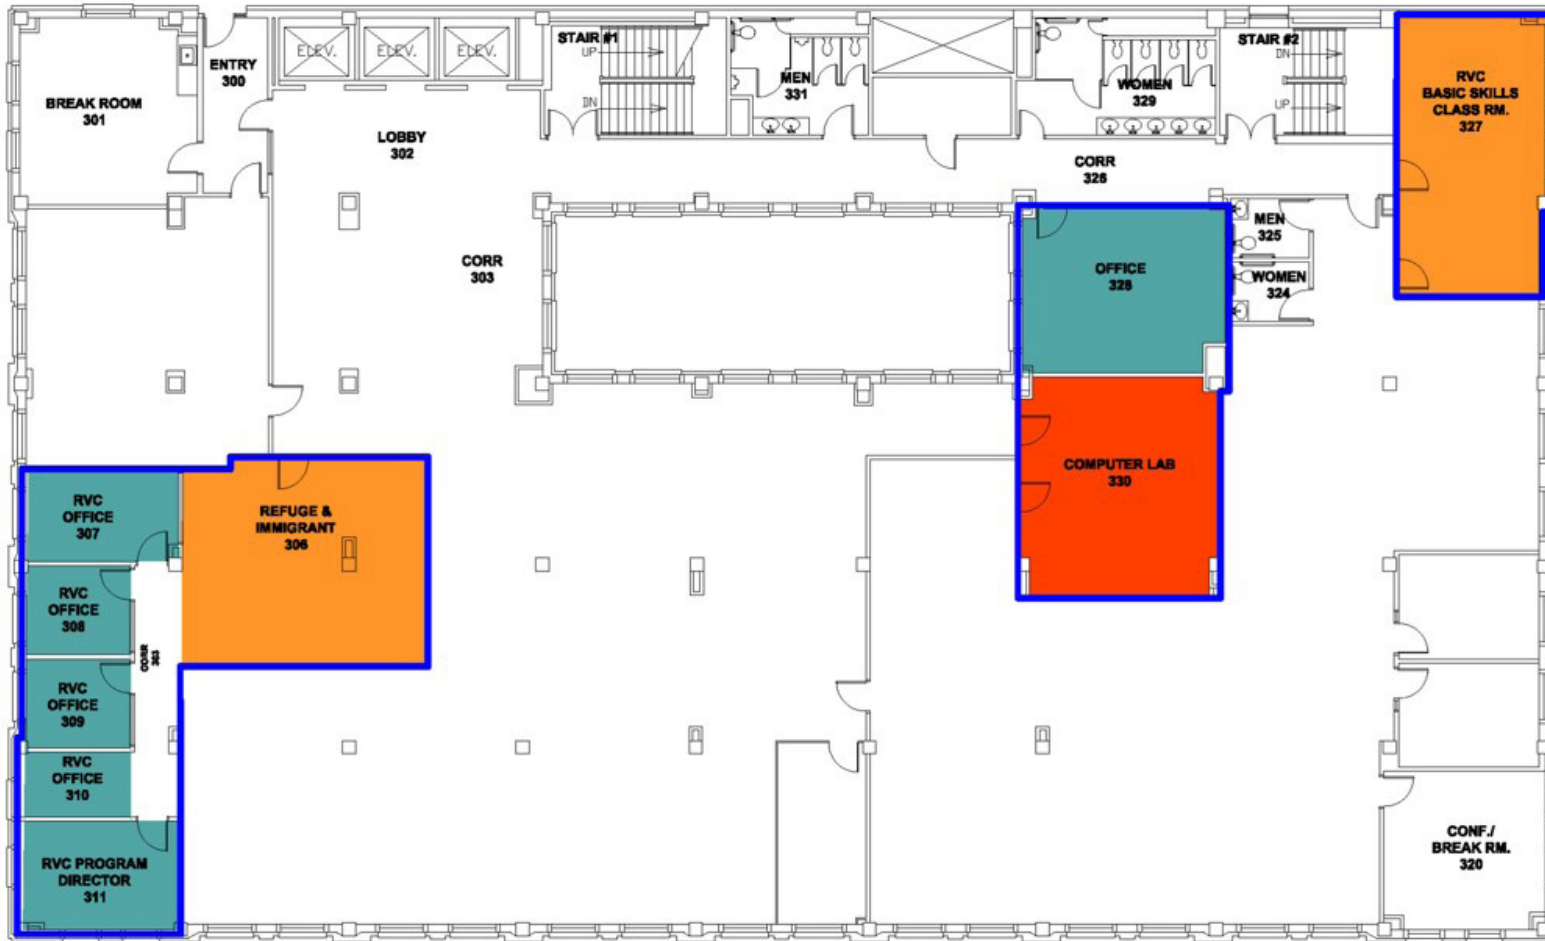 ELEV.
ELEV.
ELEV.
STAIR #1
UP
DN
ENTRY
300
BREAK ROOM
301
LOBBY
302
MEN
331
WOMEN
329
STAIR #2
DN
UP
RVC
BASIC SKILLS
CLASS RM.
327
CORR
326
CORR
303
OFFICE
328
MEN
325
WOMEN
324
COMPUTER LAB
330
RVC
OFFICE
307
REFUGE &
IMMIGRANT
306
RVC
OFFICE
308
CORR
303
RVC
OFFICE
309
RVC
OFFICE
310
RVC PROGRAM
DIRECTOR
311
CONF./
BREAK RM.
320